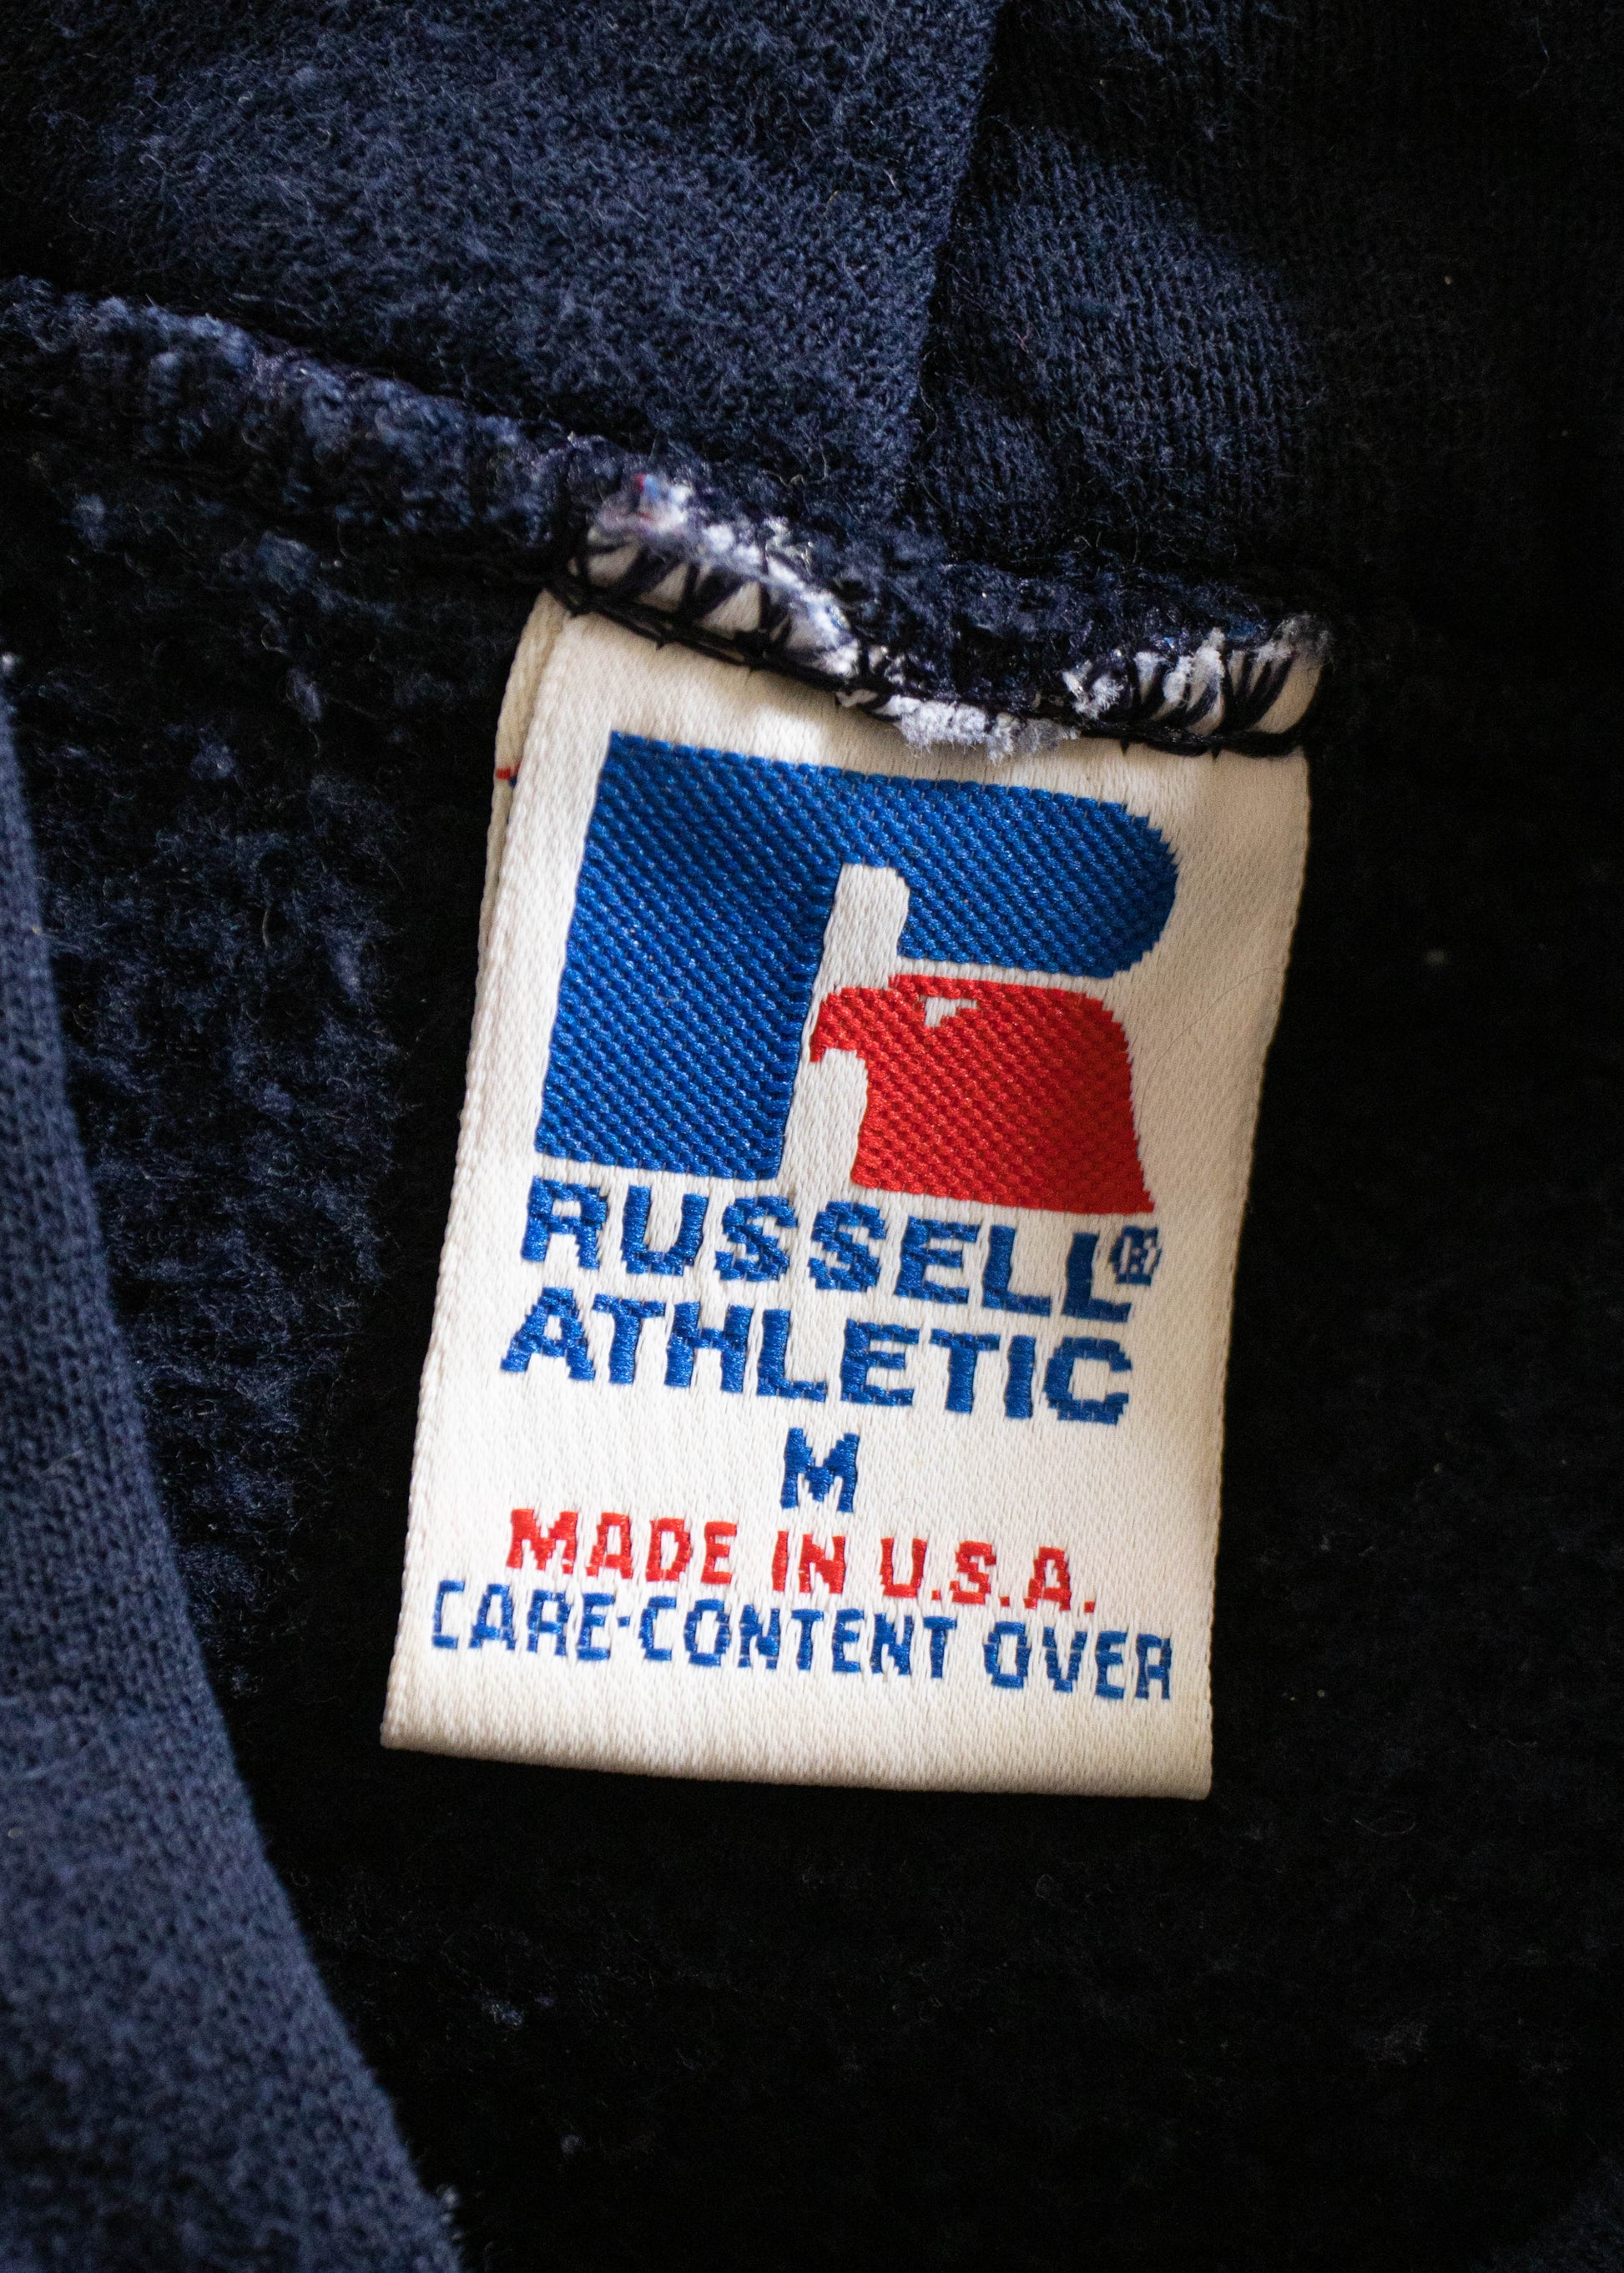 RUSSELL®
ATHLETIC
M
MADE IN U.S.A.
CARE·CONTENT OVER